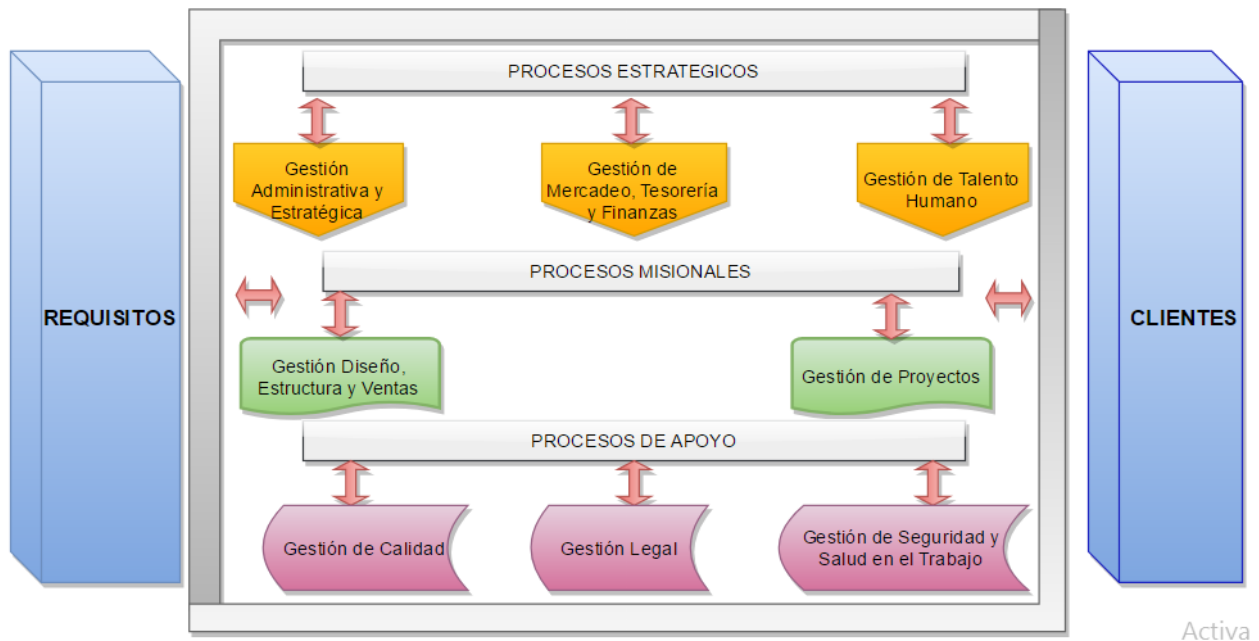 PROCESOS ESTRATEGICOS
Gestión
Administrativa y
Estratégica
Gestión de
Mercadeo, Tesorería
y Finanzas
Gestión de Talento
Humano
PROCESOS MISIONALES
REQUISITOS
CLIENTES
Gestión Diseño,
Estructura y Ventas
Gestión de Proyectos
PROCESOS DE APOYO
Gestión de Calidad
Gestión Legal
Gestión de Seguridad y
Salud en el Trabajo
Activa